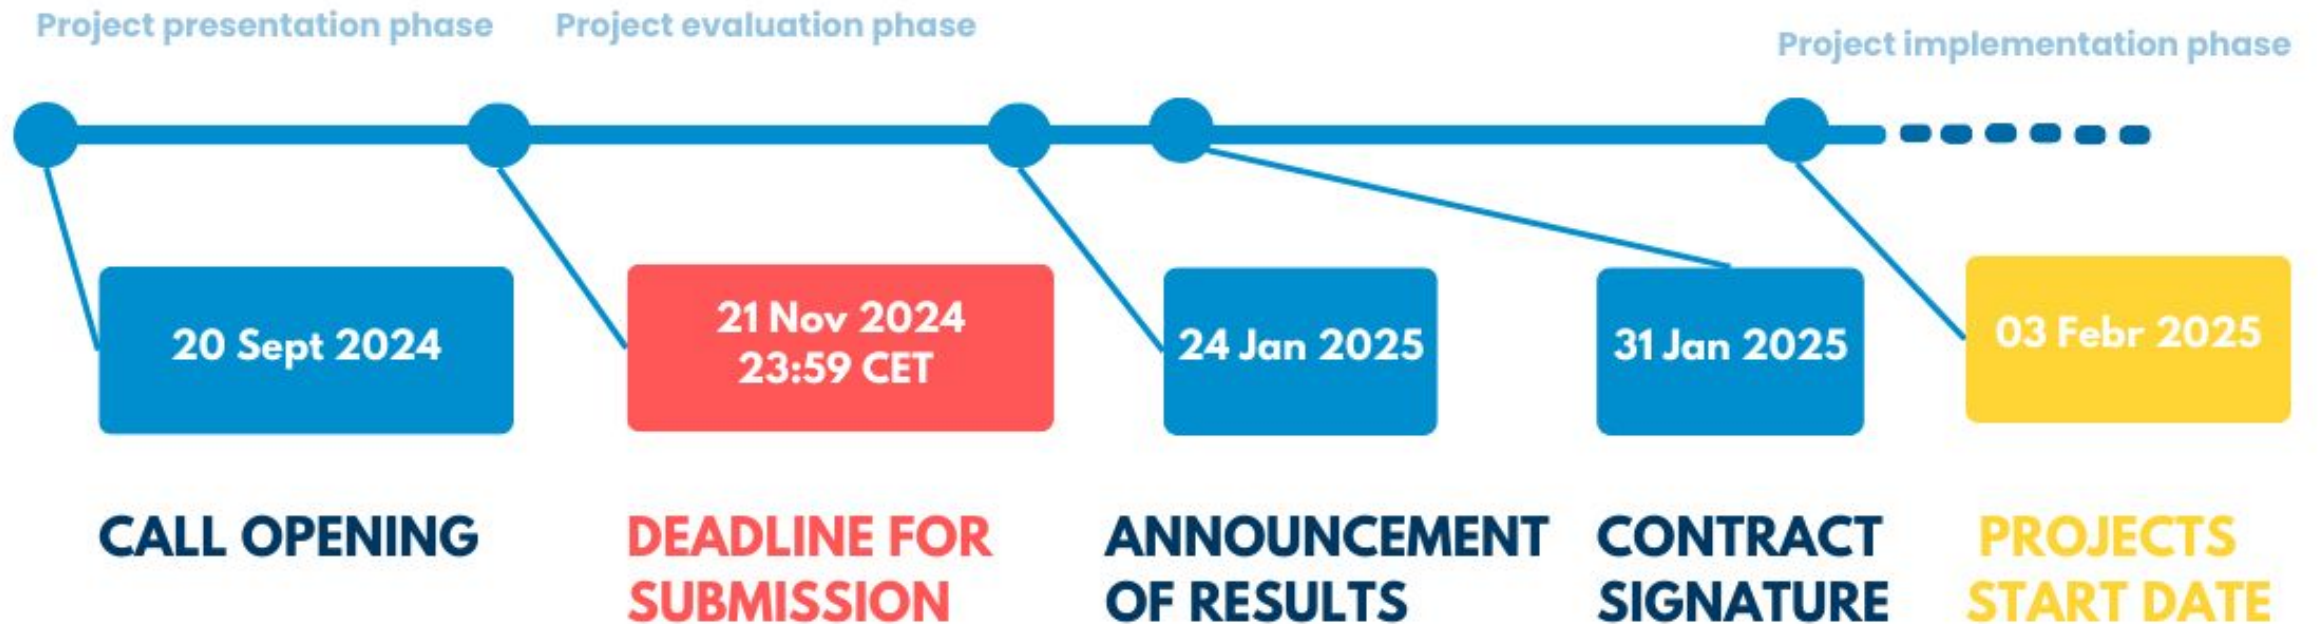 Project presentation phase
Project evaluation phase
Project implementation phase
20 Sept 2024
21 Nov 2024
23:59 CET
24 Jan 2025
31 Jan 2025
03 Febr 2025
CALL OPENING
DEADLINE FOR
SUBMISSION
ANNOUNCEMENT
OF RESULTS
CONTRACT
SIGNATURE
PROJECTS
START DATE